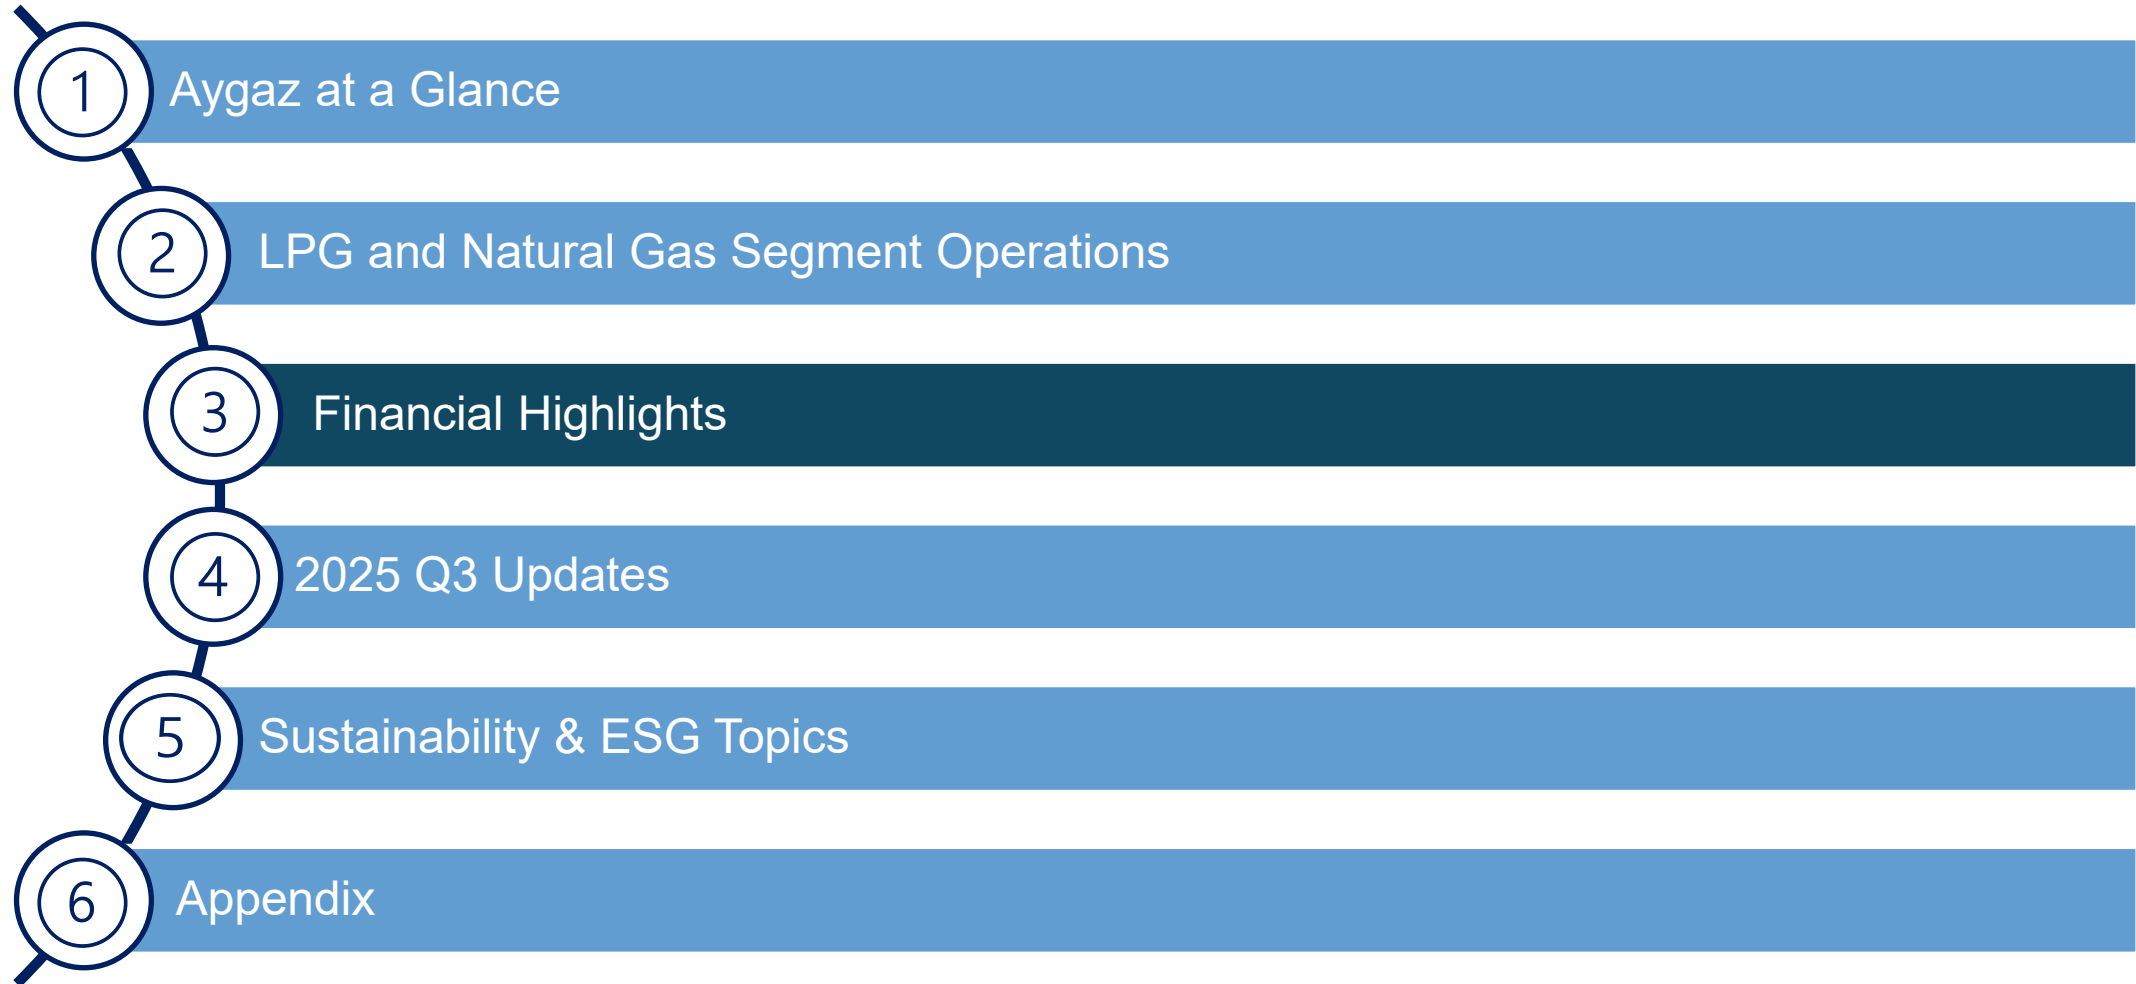 1 Aygaz at a Glance
2 LPG and Natural Gas Segment Operations
3 Financial Highlights
4 2025 Q3 Updates
5 Sustainability & ESG Topics
6 Appendix